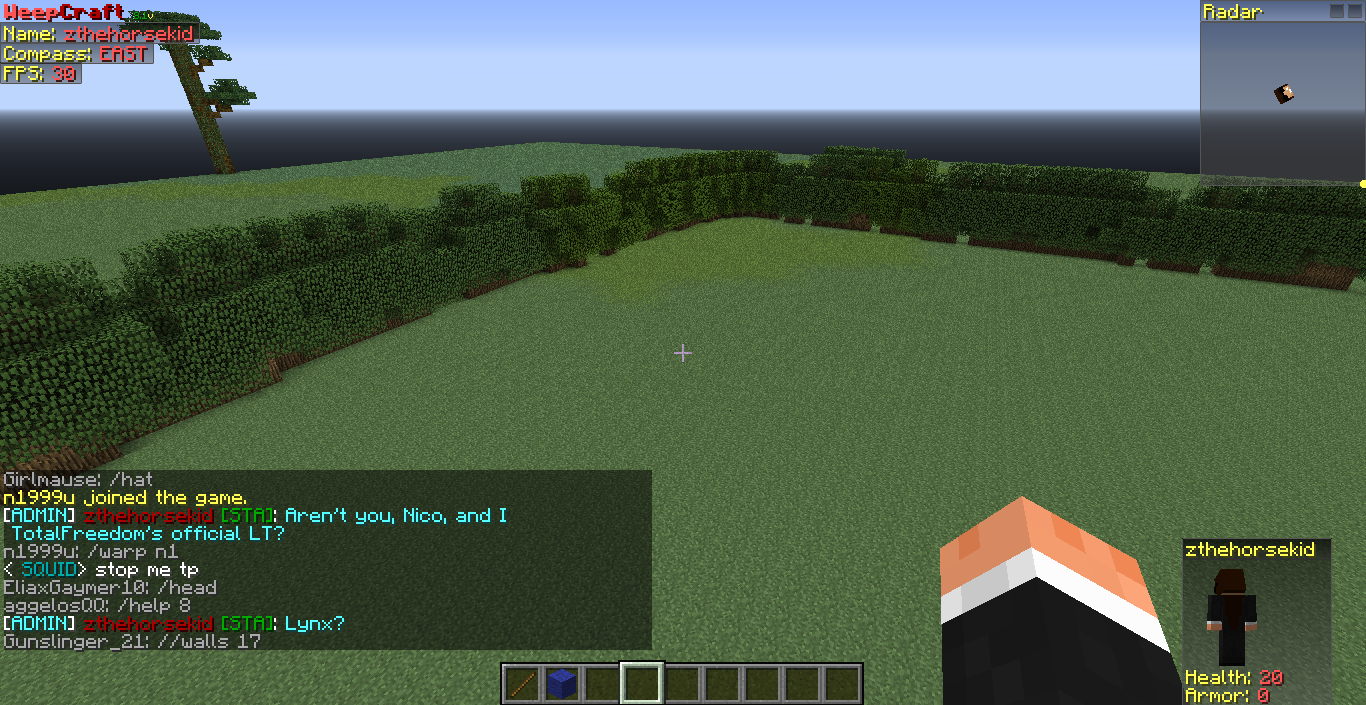 WeepCraft
Name: zthehorsekid
Compass: EAST
FPS: 30
Radar
Girlmause: /hat
n1999u joined the game.
[ADMIN] zthehorsekid [STA]: Aren't you, Nico, and I
TotalFreedom's official LT?
n1999u: /warp n1
< SQUID> stop me tp
EliaxGaymer10: /head
aggelosQQ: /help 8
[ADMIN] zthehorsekid [STA]: Lynx?
Gunslinger_21: //walls 17
zthehorsekid
Health: 20
Armor: 0